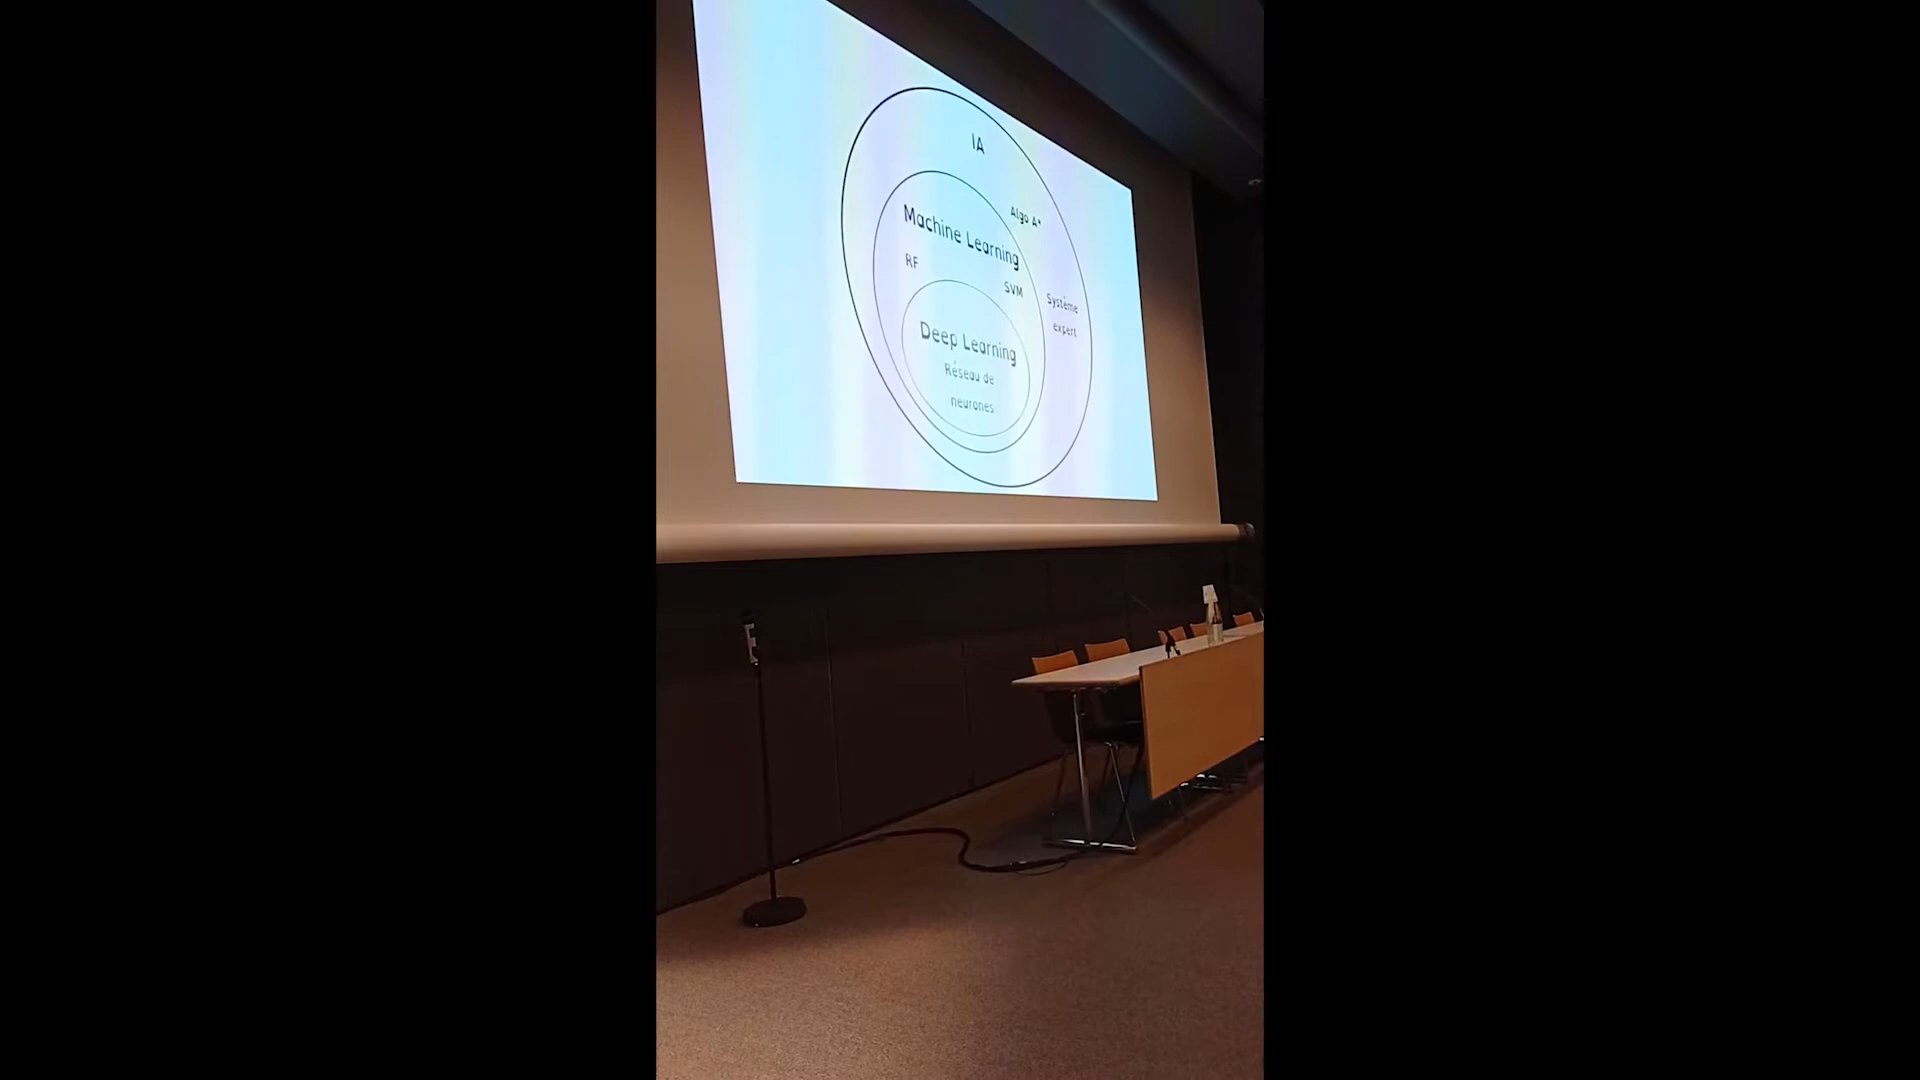 IA
Algo A*
Machine Learning
RF
SVM
Système
expert
Deep Learning
Réseau de
neurones